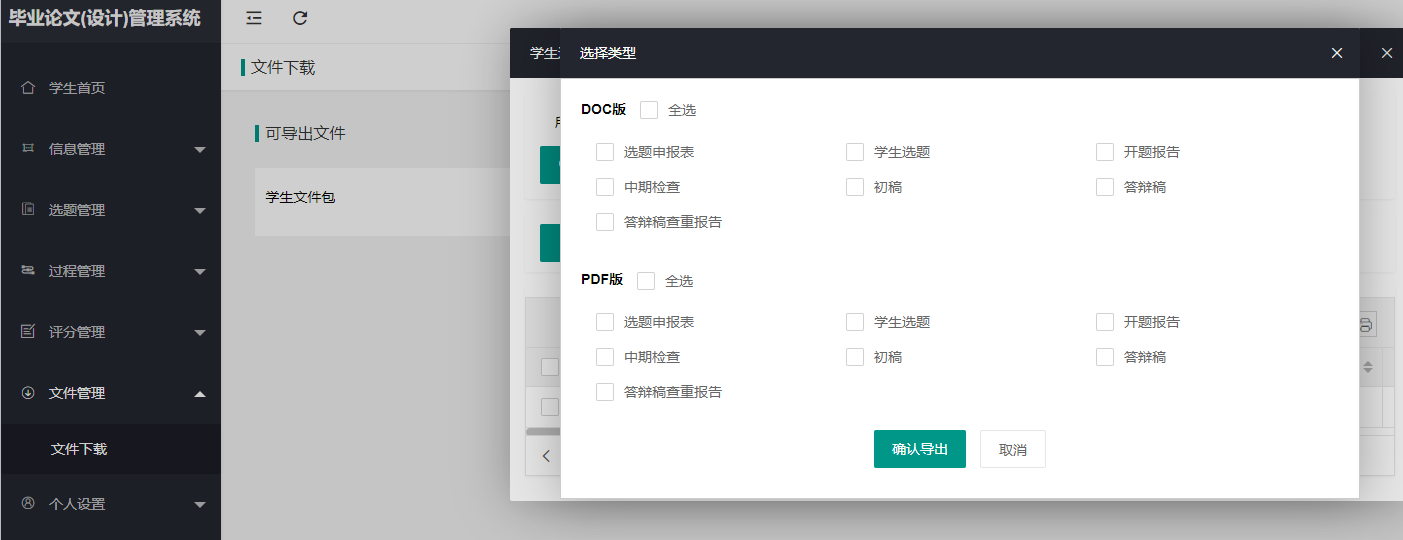 毕业论文(设计)管理系统
学生首页
信息管理
选题管理
过程管理
评分管理
文件管理
文件下载
个人设置
文件下载
可导出文件
学生文件包
学生
选择类型
DOC版 全选
选题申报表 学生选题 开题报告
中期检查 初稿 答辩稿
答辩稿查重报告
PDF版 全选
选题申报表 学生选题 开题报告
中期检查 初稿 答辩稿
答辩稿查重报告
确认导出 取消